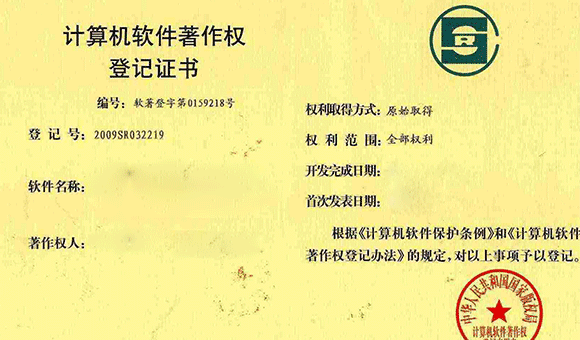 计算机软件著作权
登记证书
编号: 软著登字第0159218号
登 记 号: 2009SR032219
软件名称:
著作权人:
权利取得方式: 原始取得
权 利 范 围: 全部权利
开发完成日期:
首次发表日期:
根据《计算机软件保护条例》和《计算机软件
著作权登记办法》的规定,对以上事项予以登记。
中华人民共和国国家版权局
计算机软件著作权